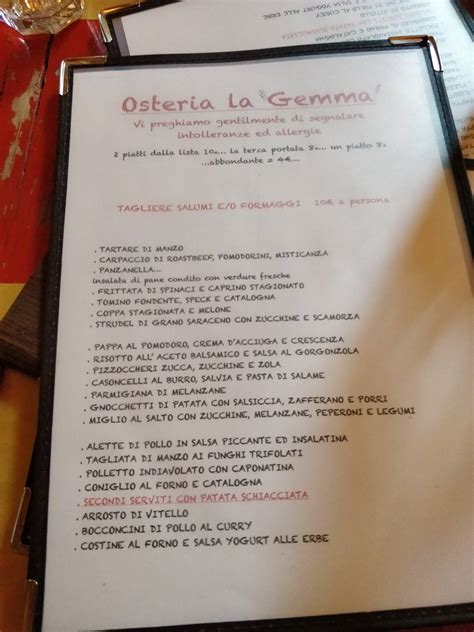 Osteria la "Gemma"
Vi preghiamo gentilmente di segnalare
intolleranze ed allergie
2 piatti dalla lista la terza portata un piatto
...abbondante =
TAGLIERE SALUMI E/O FORMAGGI 10€ a persona
. TARTARE DI MANZO
. CARPACCIO DI ROASTBEEF, POMODORINI, MISTICANZA
. PANZANELLA...
insalata di pane condito con verdure fresche
. FRITTATA DI SPINACI E CAPRINO STAGIONATO
. TOMINO FONDENTE, SPECK E CATALOGNA
. COPPA STAGIONATA E MELONE
. STRUDEL DI GRANO SARACENO CON ZUCCHINE E SCAMORZA
. PAPPA AL POMODORO, CREMA D'ACCIUGA E CRESCENZA
. RISOTTO ALL' ACETO BALSAMICO E SALSA AL GORGONZOLA
. PIZZOCCHERI ZUCCA, ZUCCHINE E ZOLA
. CASONCELLI AL BURRO, SALVIA E PASTA DI SALAME
. PARMIGIANA DI MELANZANE
. GNOCCHETTI DI PATATA CON SALSICCIA, ZAFFERANO E PORRI
. MIGLIO AL SALTO CON ZUCCHINE, MELANZANE, PEPERONI E LEGUMI
. ALETTE DI POLLO IN SALSA PICCANTE ED INSALATINA
. TAGLIATA DI MANZO AI FUNGHI TRIFOLATI
. POLLETTO INDIAVOLATO CON CAPONATINA
. CONIGLIO AL FORNO E CATALOGNA
. SECONDI SERVITI CON PATATA SCHIACCIATA
. ARROSTO DI VITELLO
. BOCCONCINI DI POLLO AL CURRY
. COSTINE AL FORNO E SALSA YOGURT ALLE ERBE